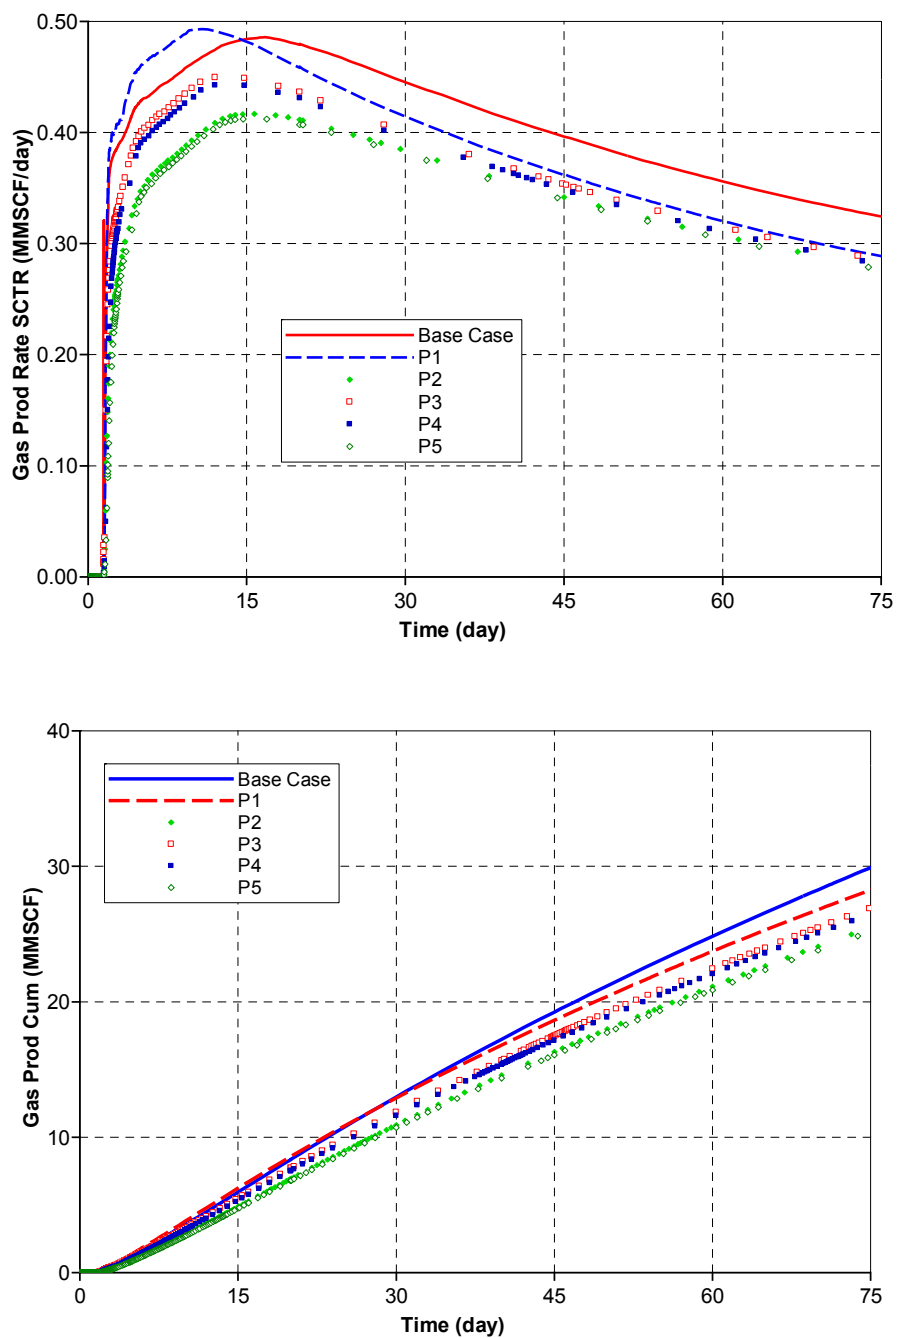 0.50
0.40
0.30
0.20
0.10
0.00
Gas Prod Rate SCTR (MMSCF/day)
Base Case
P1
P2
P3
P4
P5
0 15 30 45 60 75
Time (day)
40
30
20
10
0
Gas Prod Cum (MMSCF)
Base Case
P1
P2
P3
P4
P5
0 15 30 45 60 75
Time (day)